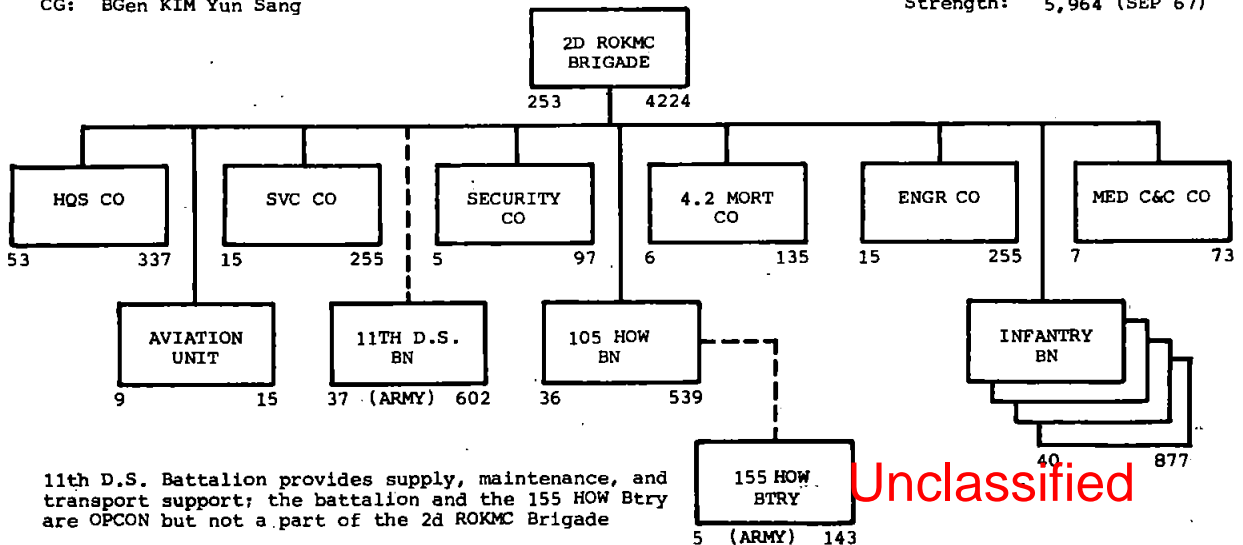 CG: BGen KIM Yun Sang
Strength: 5,964 (SEP 67)
2D ROKMC
BRIGADE
253 4224
HQS CO
53 337
SVC CO
15 255
SECURITY
CO
5 97
4.2 MORT
CO
6 135
ENGR CO
15 255
MED C&C CO
7 73
AVIATION
UNIT
9 15
11TH D.S.
BN
37 (ARMY) 602
105 HOW
BN
36 539
INFANTRY
BN
40 877
155 HOW
BTRY
5 (ARMY) 143
11th D.S. Battalion provides supply, maintenance, and
transport support; the battalion and the 155 HOW Btry
are OPCON but not a part of the 2d ROKMC Brigade
Unclassified